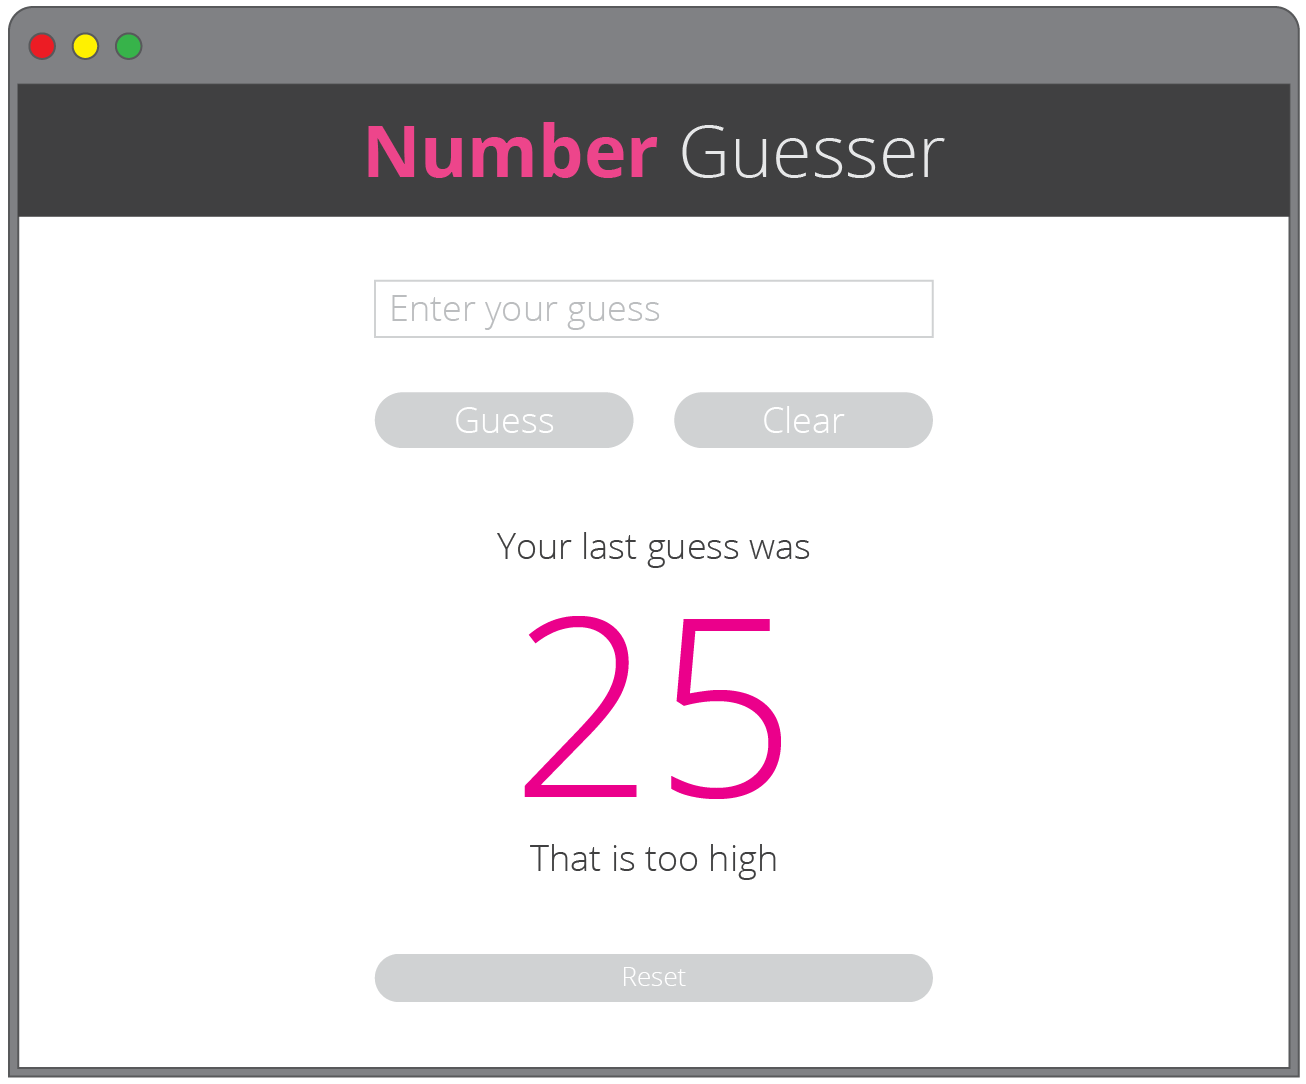 Number Guesser
Enter your guess
Guess Clear
Your last guess was
25
That is too high
Reset